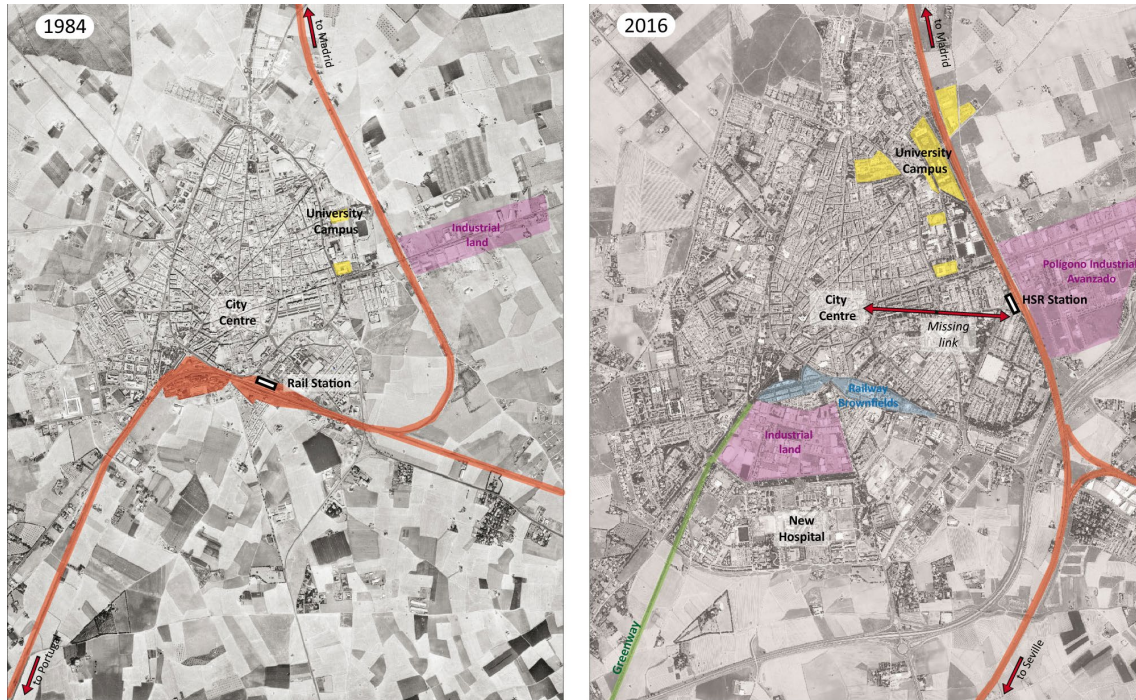 1984
to Madrid
University
Campus
Industrial
land
City
Centre
Rail Station
to Portugal
2016
to Madrid
University
Campus
Polígono Industrial
Avanzado
HSR Station
City
Centre
Missing
link
Railway
Brownfields
Industrial
land
New
Hospital
Greenway
to Seville